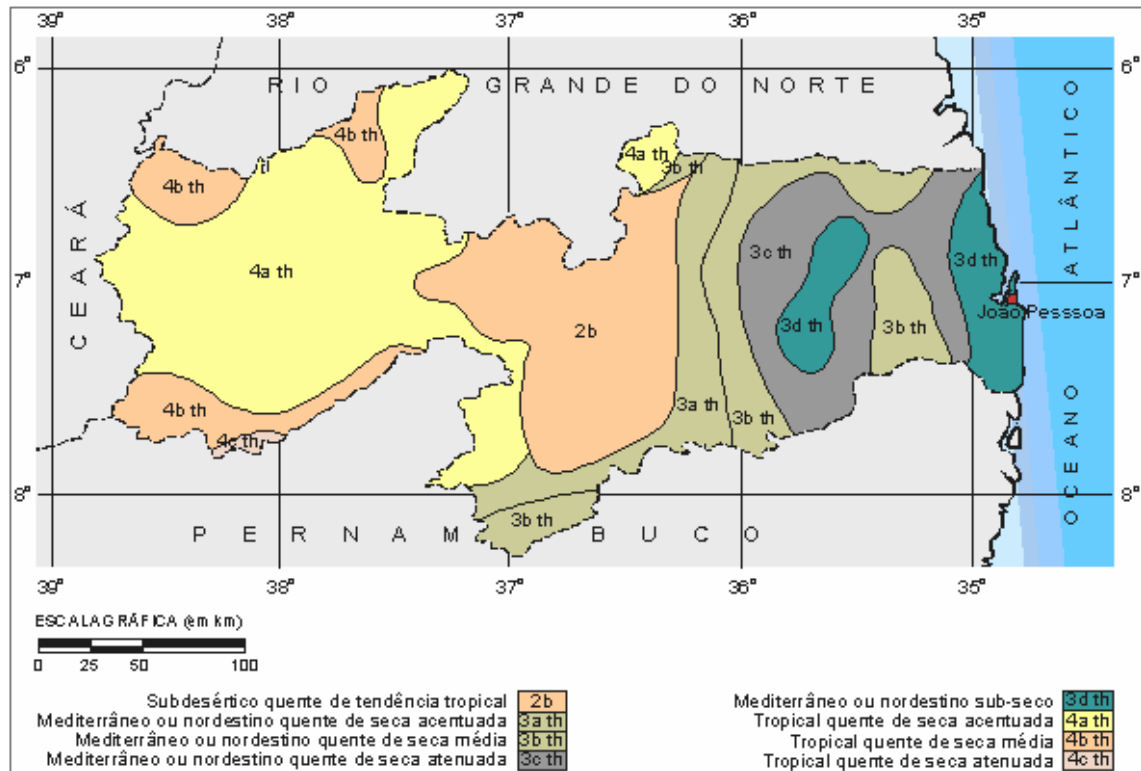 39° 38° 37° 36° 35°
6° 6°
RIO GRANDE DO NORTE
4b th
4a th
3b th
4b th
CEARÁ
4a th
2b
3c th
3d th
7° 7°
João Pesssoa
3d th
3b th
3a th
3b th
4b th
4c th
8° 8°
3b th
PERNAMBUCO
OCEANO ATLÂNTICO
39° 38° 37° 36° 35°
ESCALAGRÁFICA (em km)
0 25 50 100
Subdesértico quente de tendência tropical 2b
Mediterrâneo ou nordestino quente de seca acentuada 3a th
Mediterrâneo ou nordestino quente de seca média 3b th
Mediterrâneo ou nordestino quente de seca atenuada 3c th
Mediterrâneo ou nordestino sub-seco 3d th
Tropical quente de seca acentuada 4a th
Tropical quente de seca média 4b th
Tropical quente de seca atenuada 4c th